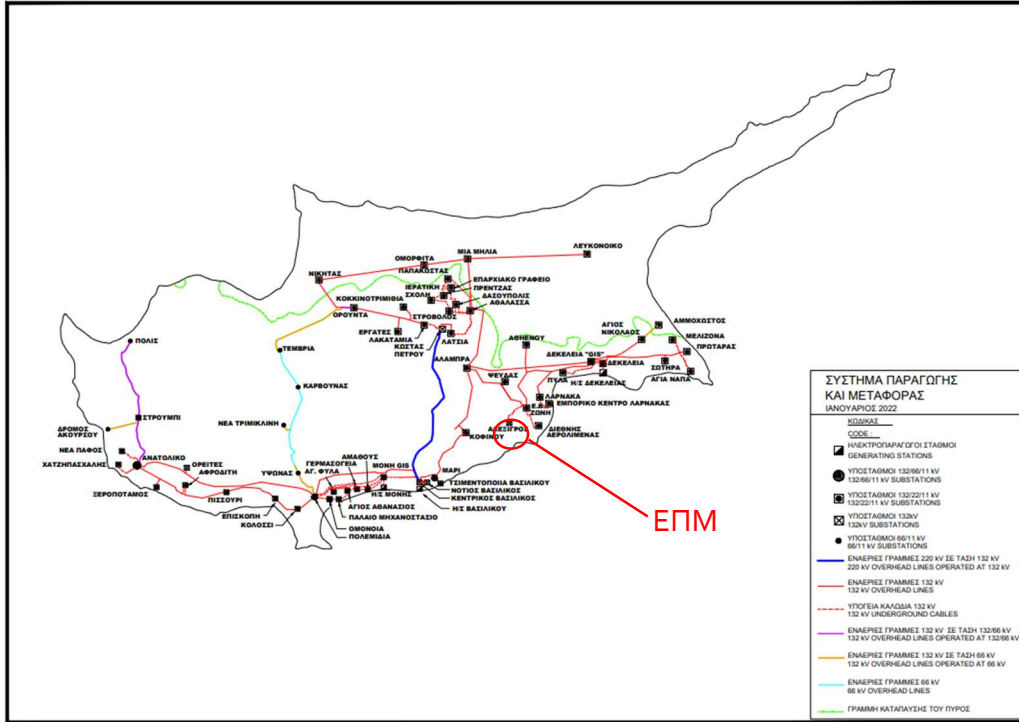 ΛΕΥΚΟΝΟΙΚΟ
ΜΙΑ ΜΗΛΙΑ
ΟΜΟΡΦΙΤΑ
ΠΑΠΑΚΩΣΤΑΣ
ΝΙΚΗΤΑΣ
ΕΠΑΡΧΙΑΚΟ ΓΡΑΦΕΙΟ
ΙΕΡΑΤΙΚΗ
ΣΧΟΛΗ
ΠΡΕΝΤΖΑΣ
ΔΑΣΟΥΠΟΛΙΣ
ΚΟΚΚΙΝΟΤΡΙΜΙΘΙΑ
ΑΘΑΛΑΣΣΑ
ΟΡΟΥΝΤΑ
ΣΤΡΟΒΟΛΟΣ
ΕΡΓΑΤΕΣ
ΛΑΚΑΤΑΜΙΑ
ΚΩΣΤΑΣ
ΠΕΤΡΟΥ
ΛΑΤΣΙΑ
ΑΜΜΟΧΩΣΤΟΣ
ΑΓΙΟΣ
ΝΙΚΟΛΑΟΣ
ΜΕΛΙΖΟΝΑ
ΑΘΗΕΝΟΥ
ΠΡΩΤΑΡΑΣ
ΠΟΛΙΣ
ΤΕΜΒΡΙΑ
ΔΕΚΕΛΕΙΑ "GIS"
ΔΕΚΕΛΕΙΑ
ΣΩΤΗΡΑ
ΑΛΑΜΠΡΑ
ΨΕΥΔΑΣ
ΠΥΛΑ
Η/Σ ΔΕΚΕΛΕΙΑΣ
ΑΓΙΑ ΝΑΠΑ
ΚΑΡΒΟΥΝΑΣ
ΛΑΡΝΑΚΑ
ΕΜΠΟΡΙΚΟ ΚΕΝΤΡΟ ΛΑΡΝΑΚΑΣ
ΖΩΝΗ
ΣΤΡΟΥΜΠΙ
ΔΡΟΜΟΣ
ΑΚΟΥΡΣΟΥ
ΝΕΑ ΤΡΙΜΙΚΛΙΝΗ
ΑΛΕΞΙΓΡΟΣ
ΔΙΕΘΝΗΣ
ΑΕΡΟΛΙΜΕΝΑΣ
ΚΟΦΙΝΟΥ
ΝΕΑ ΠΑΦΟΣ
ΑΝΑΤΟΛΙΚΟ
ΧΑΤΖΗΠΑΣΧΑΛΗΣ
ΟΡΕΙΤΕΣ
ΑΦΡΟΔΙΤΗ
ΥΨΩΝΑΣ
ΑΜΑΘΟΥΣ
ΓΕΡΜΑΣΟΓΕΙΑ
ΑΓ. ΦΥΛΑ
ΜΟΝΗ GIS
ΜΑΡΙ
ΤΣΙΜΕΝΤΟΠΟΙΙΑ ΒΑΣΙΛΙΚΟΥ
ΝΟΤΙΟΣ ΒΑΣΙΛΙΚΟΣ
ΚΕΝΤΡΙΚΟΣ ΒΑΣΙΛΙΚΟΣ
Η/Σ ΒΑΣΙΛΙΚΟΥ
Η/Σ ΜΟΝΗΣ
ΞΕΡΟΠΟΤΑΜΟΣ
ΠΙΣΣΟΥΡΙ
ΕΠΙΣΚΟΠΗ
ΚΟΛΟΣΣΙ
ΑΓΙΟΣ ΑΘΑΝΑΣΙΟΣ
ΠΑΛΑΙΟ ΜΗΧΑΝΟΣΤΑΣΙΟ
ΟΜΟΝΟΙΑ
ΠΟΛΕΜΙΔΙΑ
ΕΠΜ
ΣΥΣΤΗΜΑ ΠΑΡΑΓΩΓΗΣ
ΚΑΙ ΜΕΤΑΦΟΡΑΣ
ΙΑΝΟΥΑΡΙΟΣ 2022
ΚΩΔΙΚΑΣ
CODE :
ΗΛΕΚΤΡΟΠΑΡΑΓΩΓΟΙ ΣΤΑΘΜΟΙ
GENERATING STATIONS
ΥΠΟΣΤΑΘΜΟΙ 132/66/11 kV
132/66/11 kV SUBSTATIONS
ΥΠΟΣΤΑΘΜΟΙ 132/22/11 kV
132/22/11 kV SUBSTATIONS
ΥΠΟΣΤΑΘΜΟΙ 132kV
132kV SUBSTATIONS
ΥΠΟΣΤΑΘΜΟΙ 66/11 kV
66/11 kV SUBSTATIONS
ΕΝΑΕΡΙΕΣ ΓΡΑΜΜΕΣ 220 kV ΣΕ ΤΑΣΗ 132 kV
220 kV OVERHEAD LINES OPERATED AT 132 kV
ΕΝΑΕΡΙΕΣ ΓΡΑΜΜΕΣ 132 kV
132 kV OVERHEAD LINES
ΥΠΟΓΕΙΑ ΚΑΛΩΔΙΑ 132 kV
132 kV UNDERGROUND CABLES
ΕΝΑΕΡΙΕΣ ΓΡΑΜΜΕΣ 132 kV ΣΕ ΤΑΣΗ 132/66 kV
132 kV OVERHEAD LINES OPERATED AT 132/66 kV
ΕΝΑΕΡΙΕΣ ΓΡΑΜΜΕΣ 132 kV ΣΕ ΤΑΣΗ 66 kV
132 kV OVERHEAD LINES OPERATED AT 66 kV
ΕΝΑΕΡΙΕΣ ΓΡΑΜΜΕΣ 66 kV
66 kV OVERHEAD LINES
ΓΡΑΜΜΗ ΚΑΤΑΠΑΥΣΗΣ ΤΟΥ ΠΥΡΟΣ